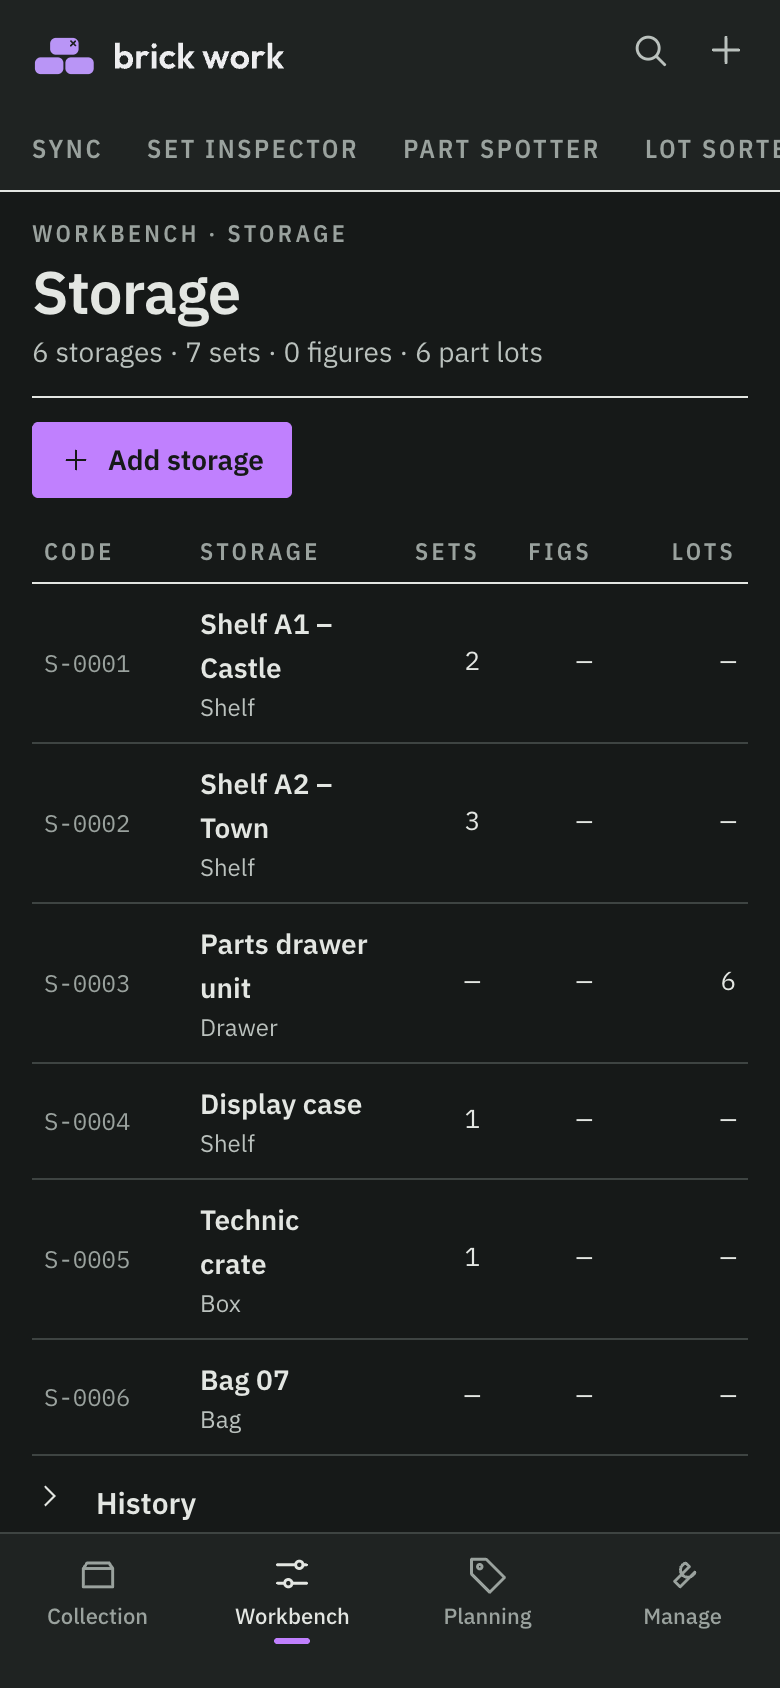 brick work
SYNC SET INSPECTOR PART SPOTTER LOT SORTE
WORKBENCH · STORAGE
Storage
6 storages · 7 sets · 0 figures · 6 part lots
+ Add storage
CODE STORAGE SETS FIGS LOTS
S-0001 Shelf A1 – Castle 2 – –
Shelf
S-0002 Shelf A2 – Town 3 – –
Shelf
S-0003 Parts drawer unit – – 6
Drawer
S-0004 Display case 1 – –
Shelf
S-0005 Technic crate 1 – –
Box
S-0006 Bag 07 – – –
Bag
History
Collection Workbench Planning Manage